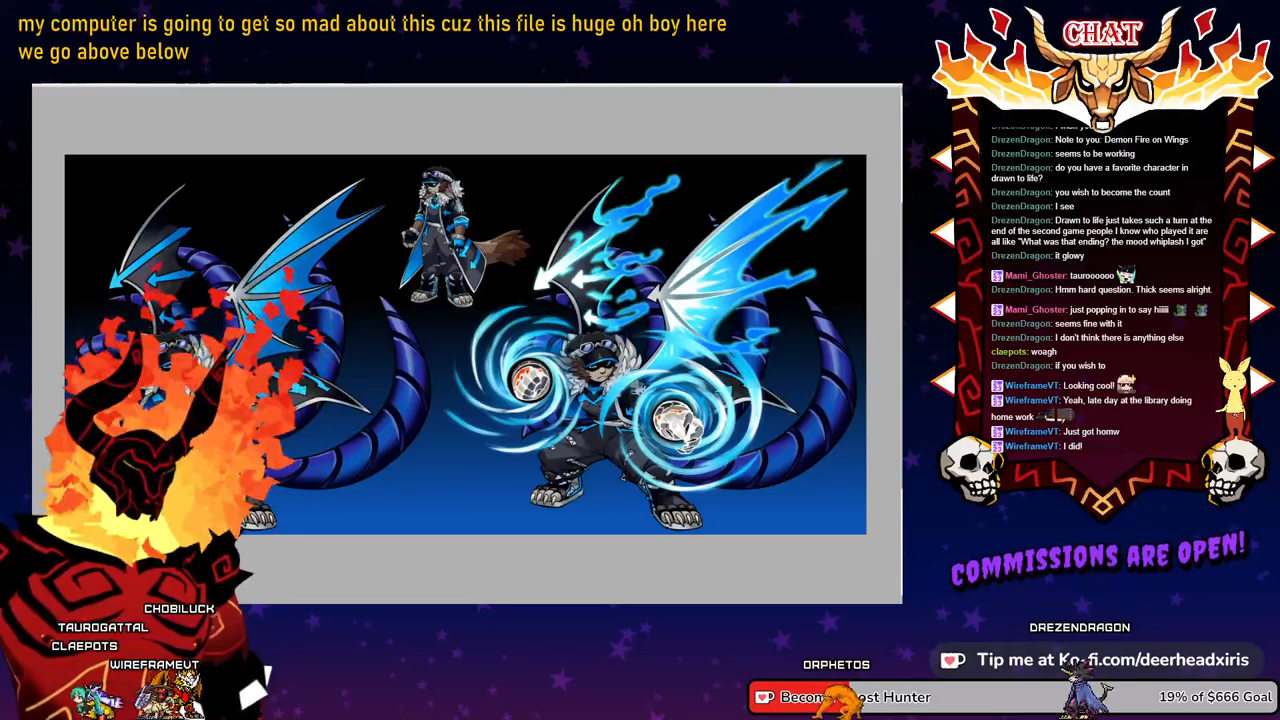 my computer is going to get so mad about this cuz this file is huge oh boy here
we go above below
CHAT
DrezenDragon: Note to you: Demon Fire on Wings
DrezenDragon: seems to be working
DrezenDragon: do you have a favorite character in
drawn to life?
DrezenDragon: you wish to become the count
DrezenDragon: I see
DrezenDragon: Drawn to life just takes such a turn at the
end of the second game people I know who played it are
all like "What was that ending? the mood whiplash I got"
DrezenDragon: it glowy
Mami_Ghoster: tauroooooo
DrezenDragon: Hmm hard question. Thick seems alright.
Mami_Ghoster: just popping in to say hiiiii
DrezenDragon: seems fine with it
DrezenDragon: I don't think there is anything else
claepots: woagh
DrezenDragon: if you wish to
WireframeVT: Looking cool!
WireframeVT: Yeah, late day at the library doing
home work
WireframeVT: Just got homw
WireframeVT: I did!
COMMISSIONS ARE OPEN!
CHOBILUCK
TAUROGATTAL
CLAEPOTS
WIREFRAMEVT
ORPHETOS
DREZENDRAGON
Tip me at Ko-fi.com/deerheadxiris
Hunter
19% of $666 Goal